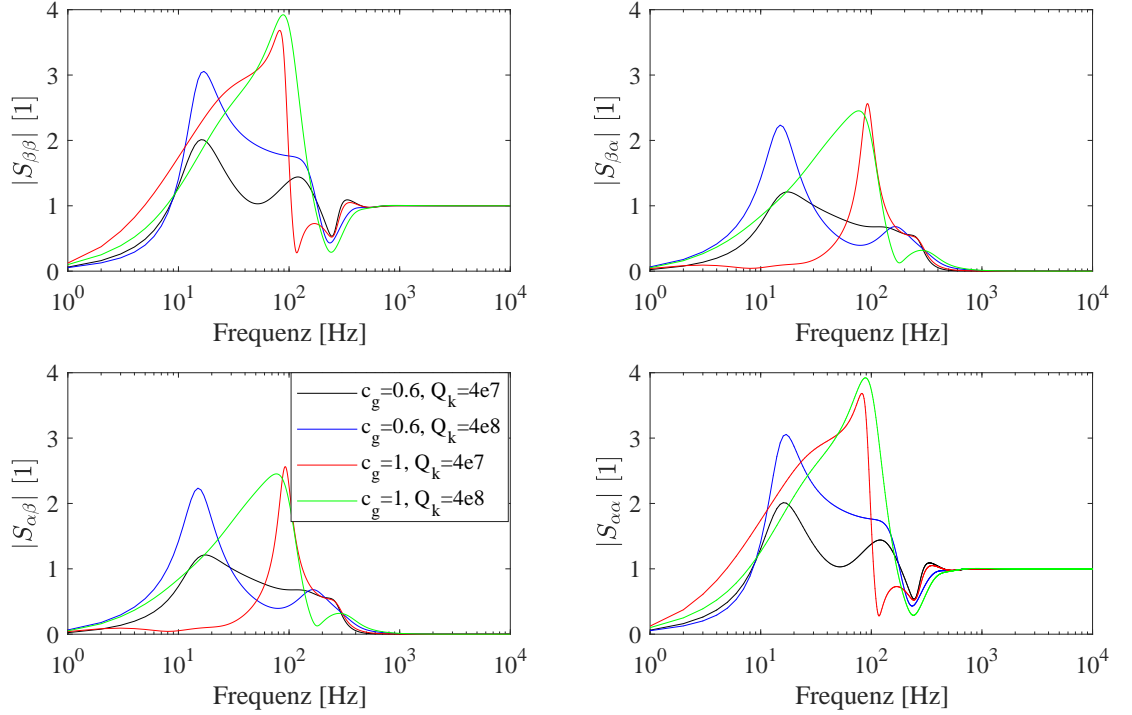 |S_ββ| [1]
4
3
2
1
0
10^0 10^1 10^2 10^3 10^4
Frequenz [Hz]
|S_βα| [1]
4
3
2
1
0
10^0 10^1 10^2 10^3 10^4
Frequenz [Hz]
|S_αβ| [1]
4
3
2
1
0
10^0 10^1 10^2 10^3 10^4
Frequenz [Hz]
c_g=0.6, Q_k=4e7
c_g=0.6, Q_k=4e8
c_g=1, Q_k=4e7
c_g=1, Q_k=4e8
|S_αα| [1]
4
3
2
1
0
10^0 10^1 10^2 10^3 10^4
Frequenz [Hz]